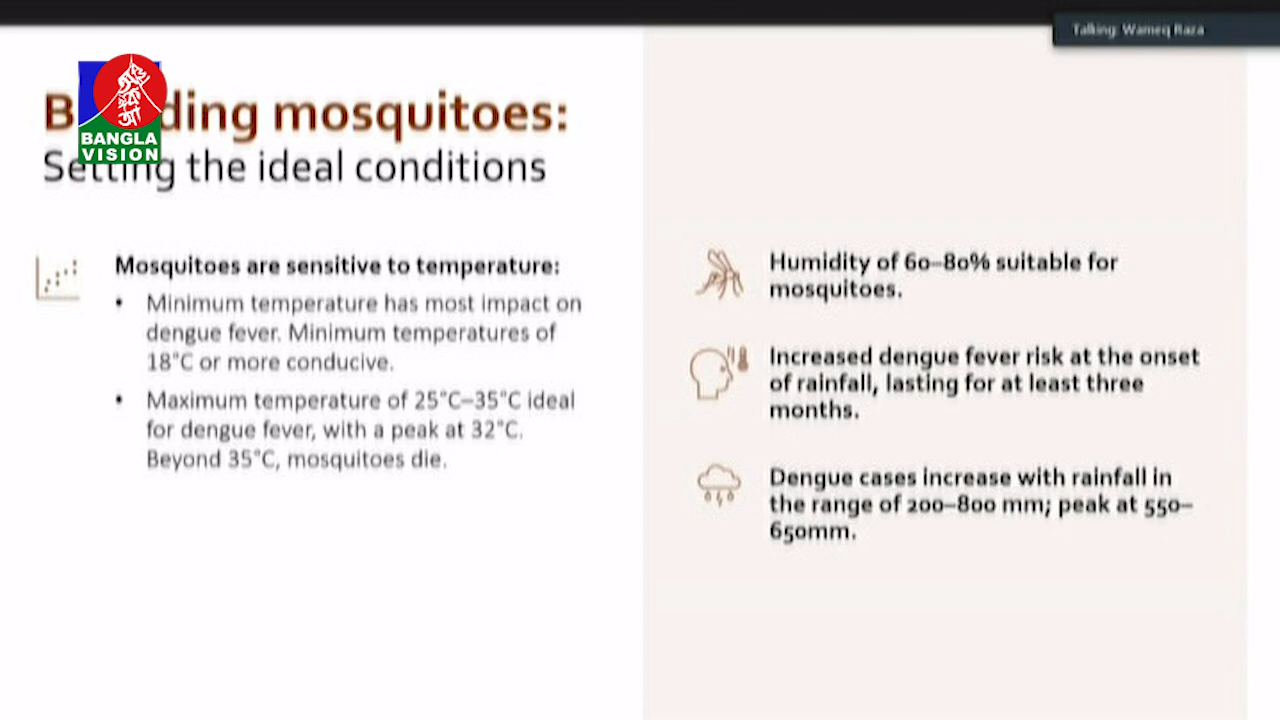 Talking: Wameq Raza
BANGLA
VISION
mosquitoes:
Setting the ideal conditions
Mosquitoes are sensitive to temperature:
• Minimum temperature has most impact on
dengue fever. Minimum temperatures of
18°C or more conducive.
• Maximum temperature of 25°C–35°C ideal
for dengue fever, with a peak at 32°C.
Beyond 35°C, mosquitoes die.
Humidity of 60–80% suitable for
mosquitoes.
Increased dengue fever risk at the onset
of rainfall, lasting for at least three
months.
Dengue cases increase with rainfall in
the range of 200–800 mm; peak at 550–
650mm.